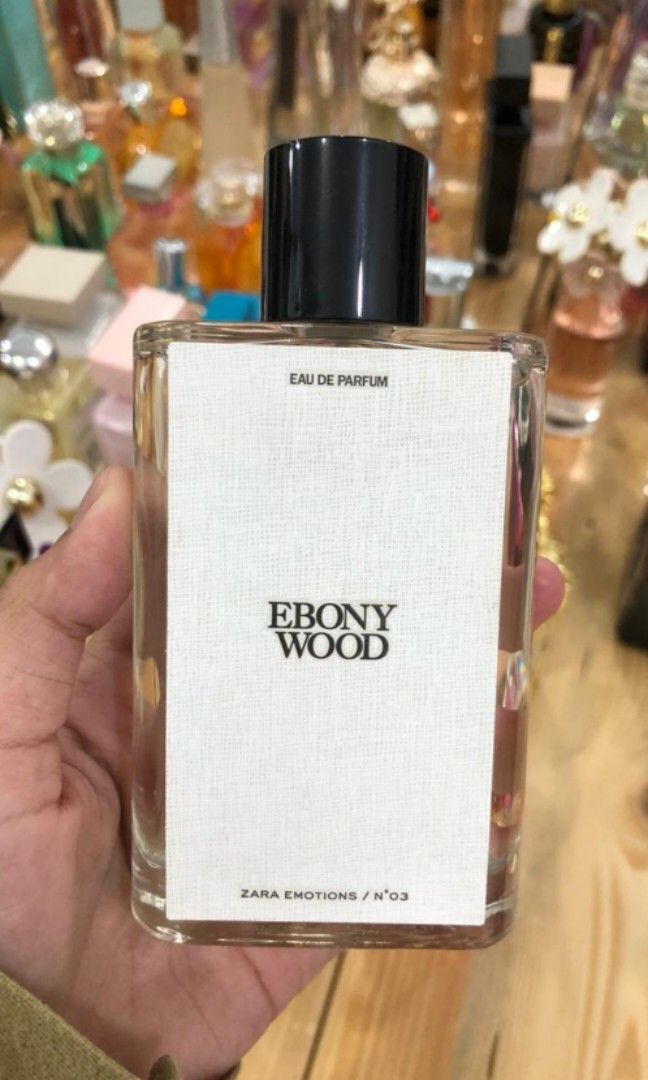 EAU DE PARFUM
EBONY
WOOD
ZARA EMOTIONS / N°03